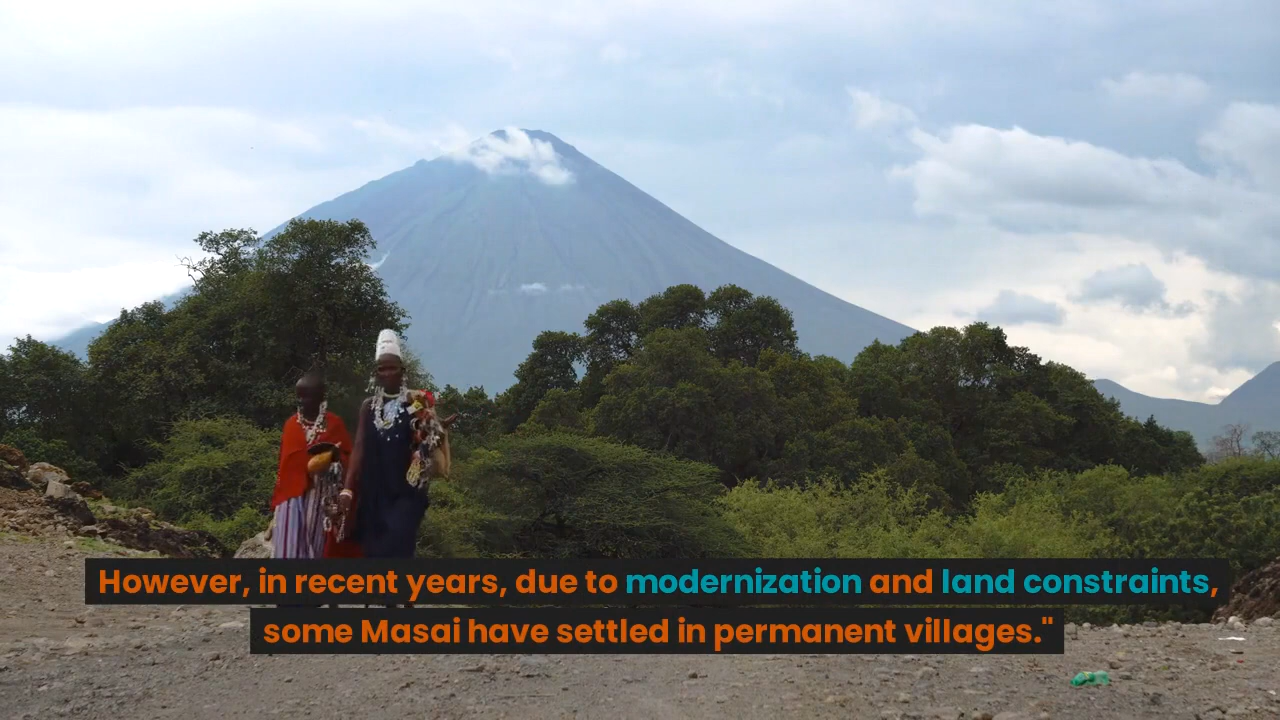 However, in recent years, due to modernization and land constraints,
some Masai have settled in permanent villages."